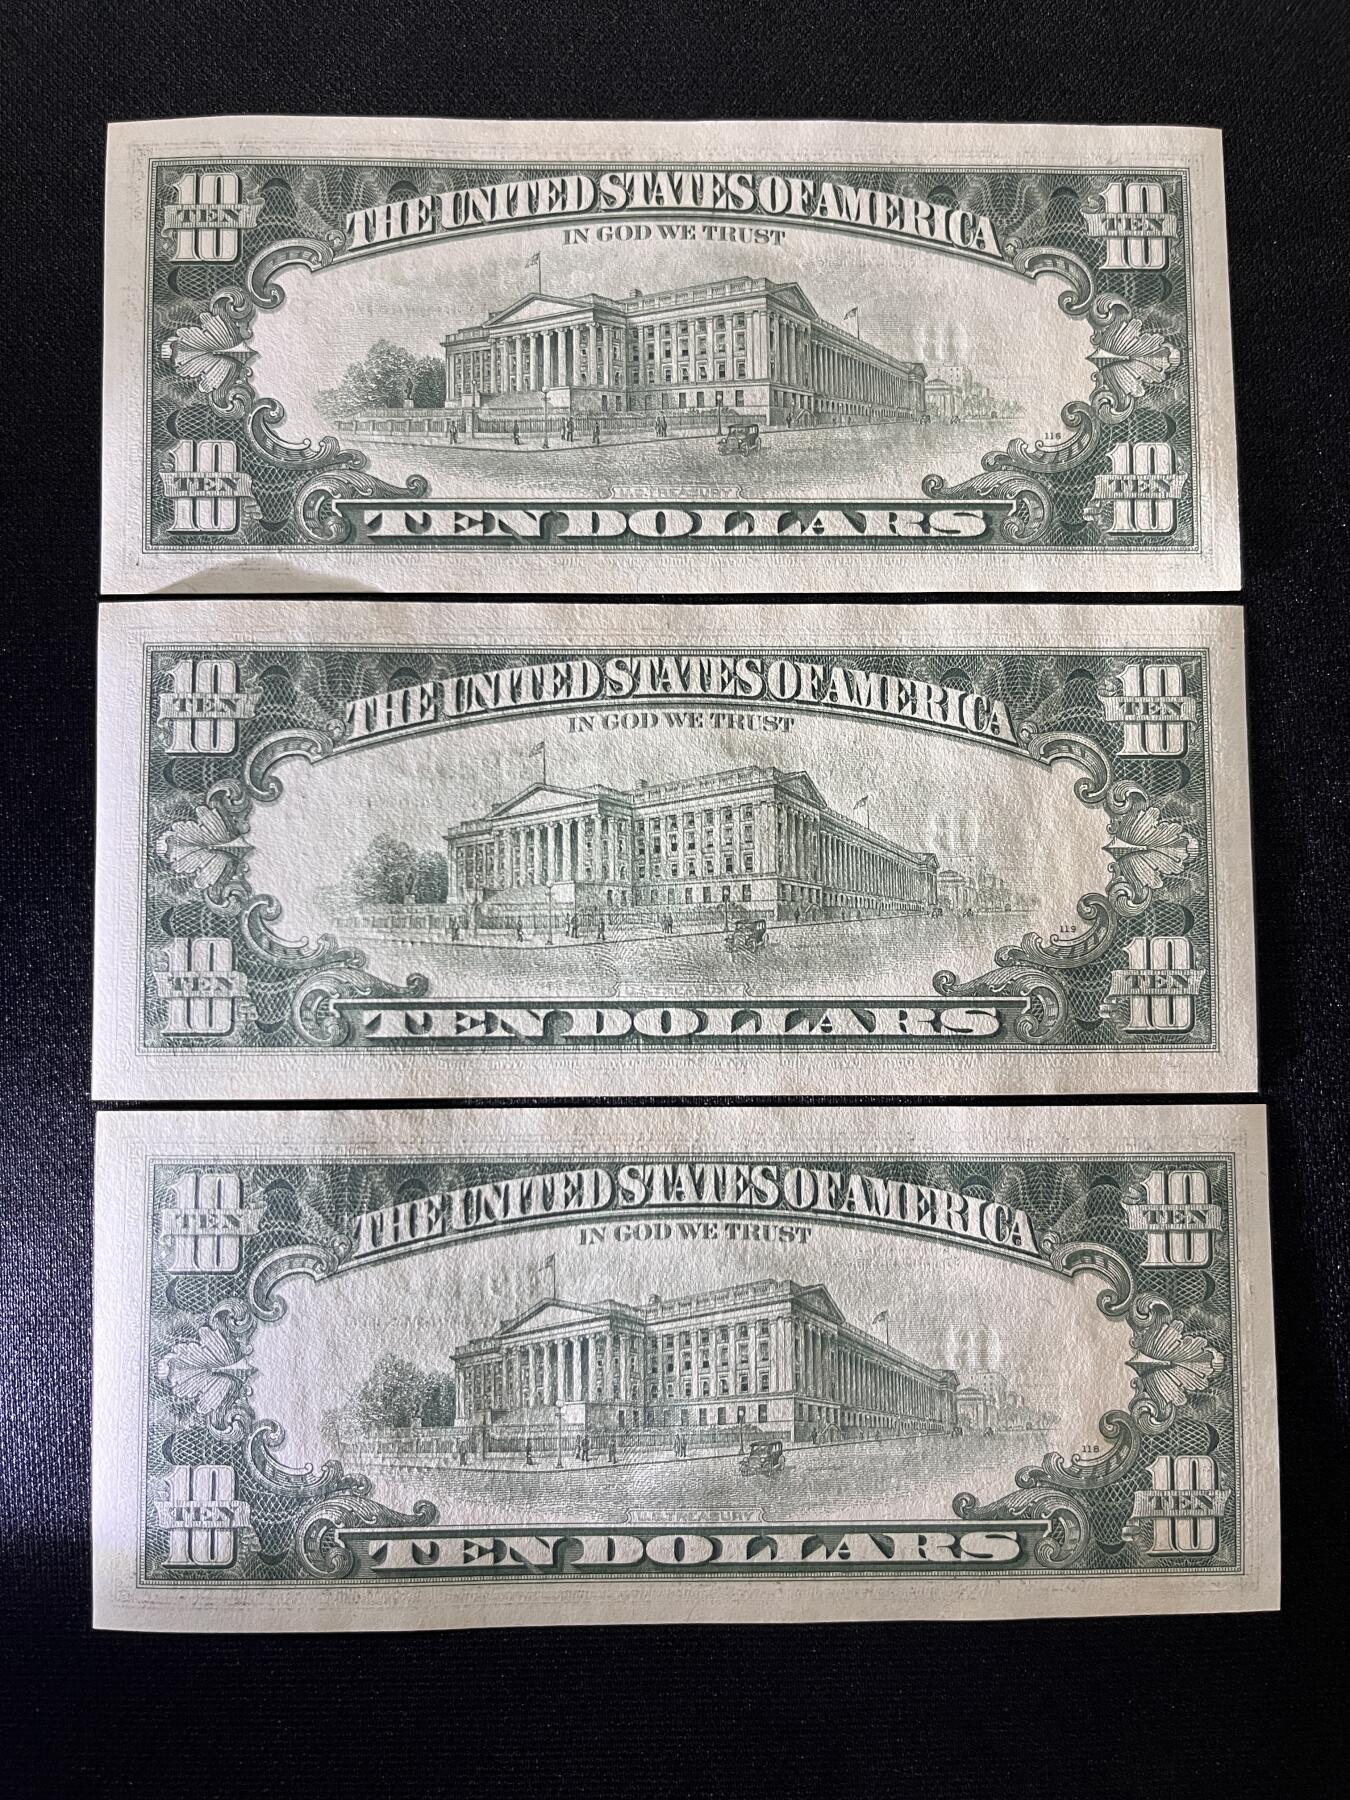 10 10
TEN TEN
10 10
THE UNITED STATES OF AMERICA
IN GOD WE TRUST
116
10 10
TEN TEN
10 10
U.S. TREASURY
TEN DOLLARS
10 10
TEN TEN
10 10
THE UNITED STATES OF AMERICA
IN GOD WE TRUST
119
10 10
TEN TEN
10 10
U.S. TREASURY
TEN DOLLARS
10 10
TEN TEN
10 10
THE UNITED STATES OF AMERICA
IN GOD WE TRUST
118
10 10
TEN TEN
10 10
U.S. TREASURY
TEN DOLLARS